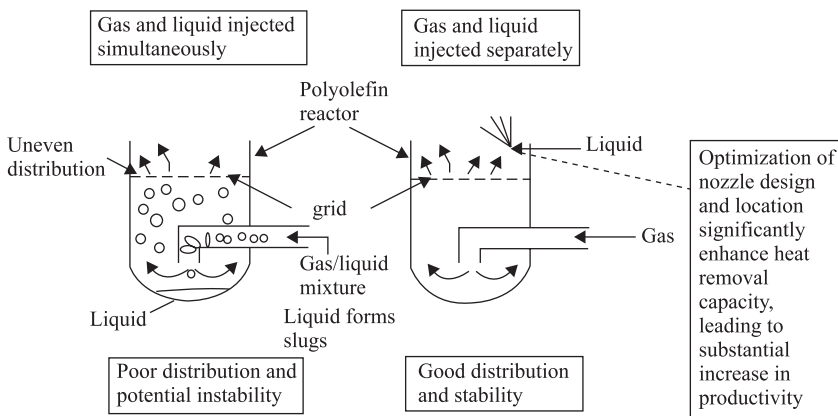 Gas and liquid injected
simultaneously
Gas and liquid
injected separately
Polyolefin
reactor
Uneven
distribution
Liquid
grid
Gas/liquid
mixture
Liquid forms
slugs
Liquid
Gas
Optimization of
nozzle design
and location
significantly
enhance heat
removal
capacity,
leading to
substantial
increase in
productivity
Poor distribution and
potential instability
Good distribution
and stability